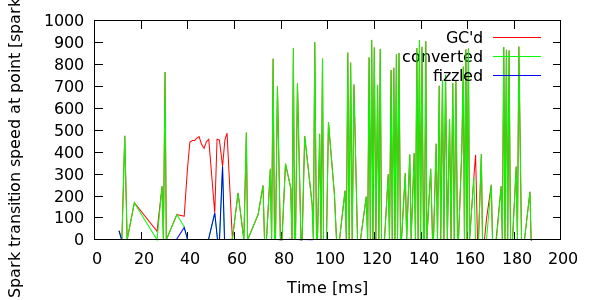 Spark transition speed at point [spark
1000
900
800
700
600
500
400
300
200
100
0
GC'd
converted
fizzled
0 20 40 60 80 100 120 140 160 180 200
Time [ms]